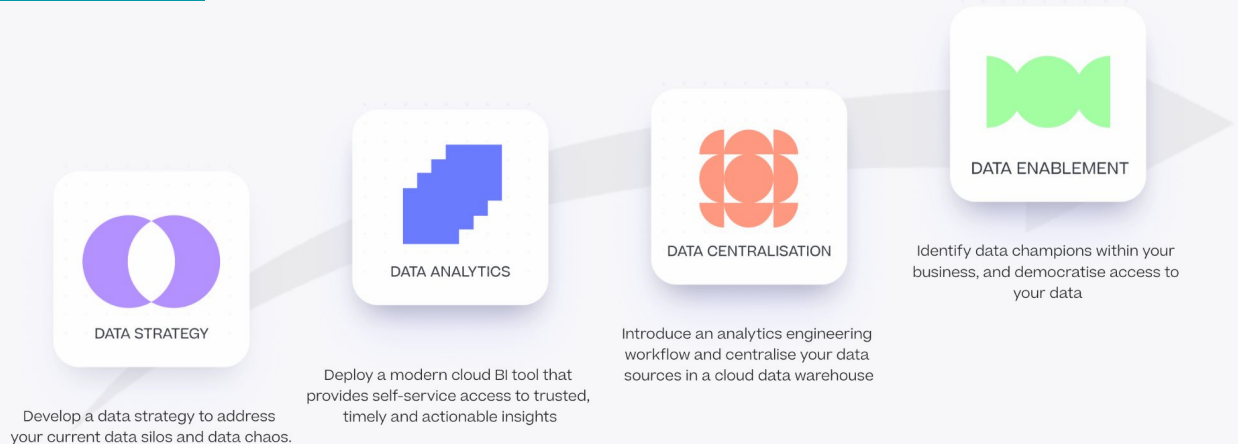 DATA STRATEGY
Develop a data strategy to address
your current data silos and data chaos.
DATA ANALYTICS
Deploy a modern cloud BI tool that
provides self-service access to trusted,
timely and actionable insights
DATA CENTRALISATION
Introduce an analytics engineering
workflow and centralise your data
sources in a cloud data warehouse
DATA ENABLEMENT
Identify data champions within your
business, and democratise access to
your data